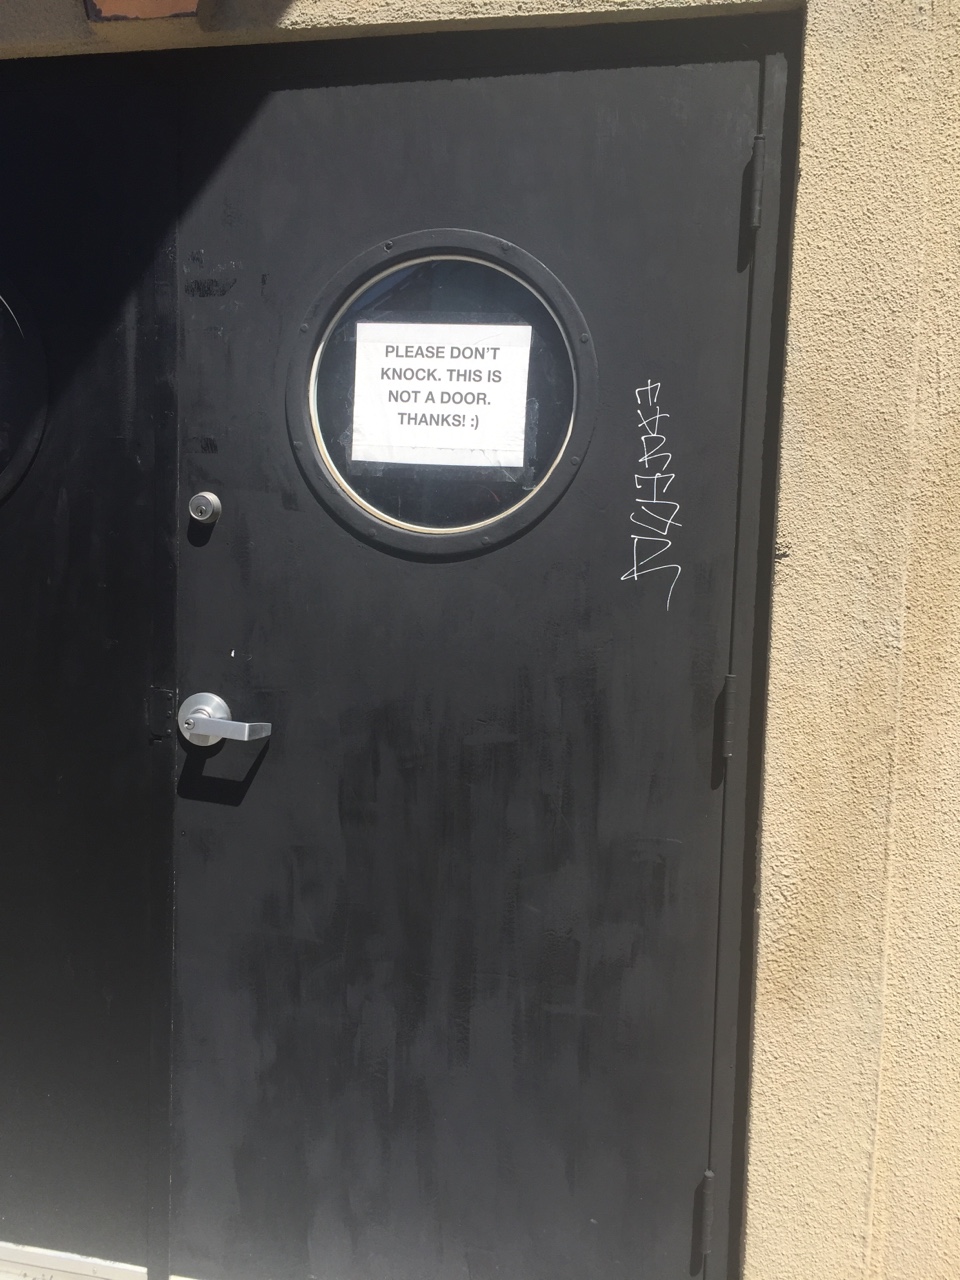 PLEASE DON'T
KNOCK. THIS IS
NOT A DOOR.
THANKS! :)